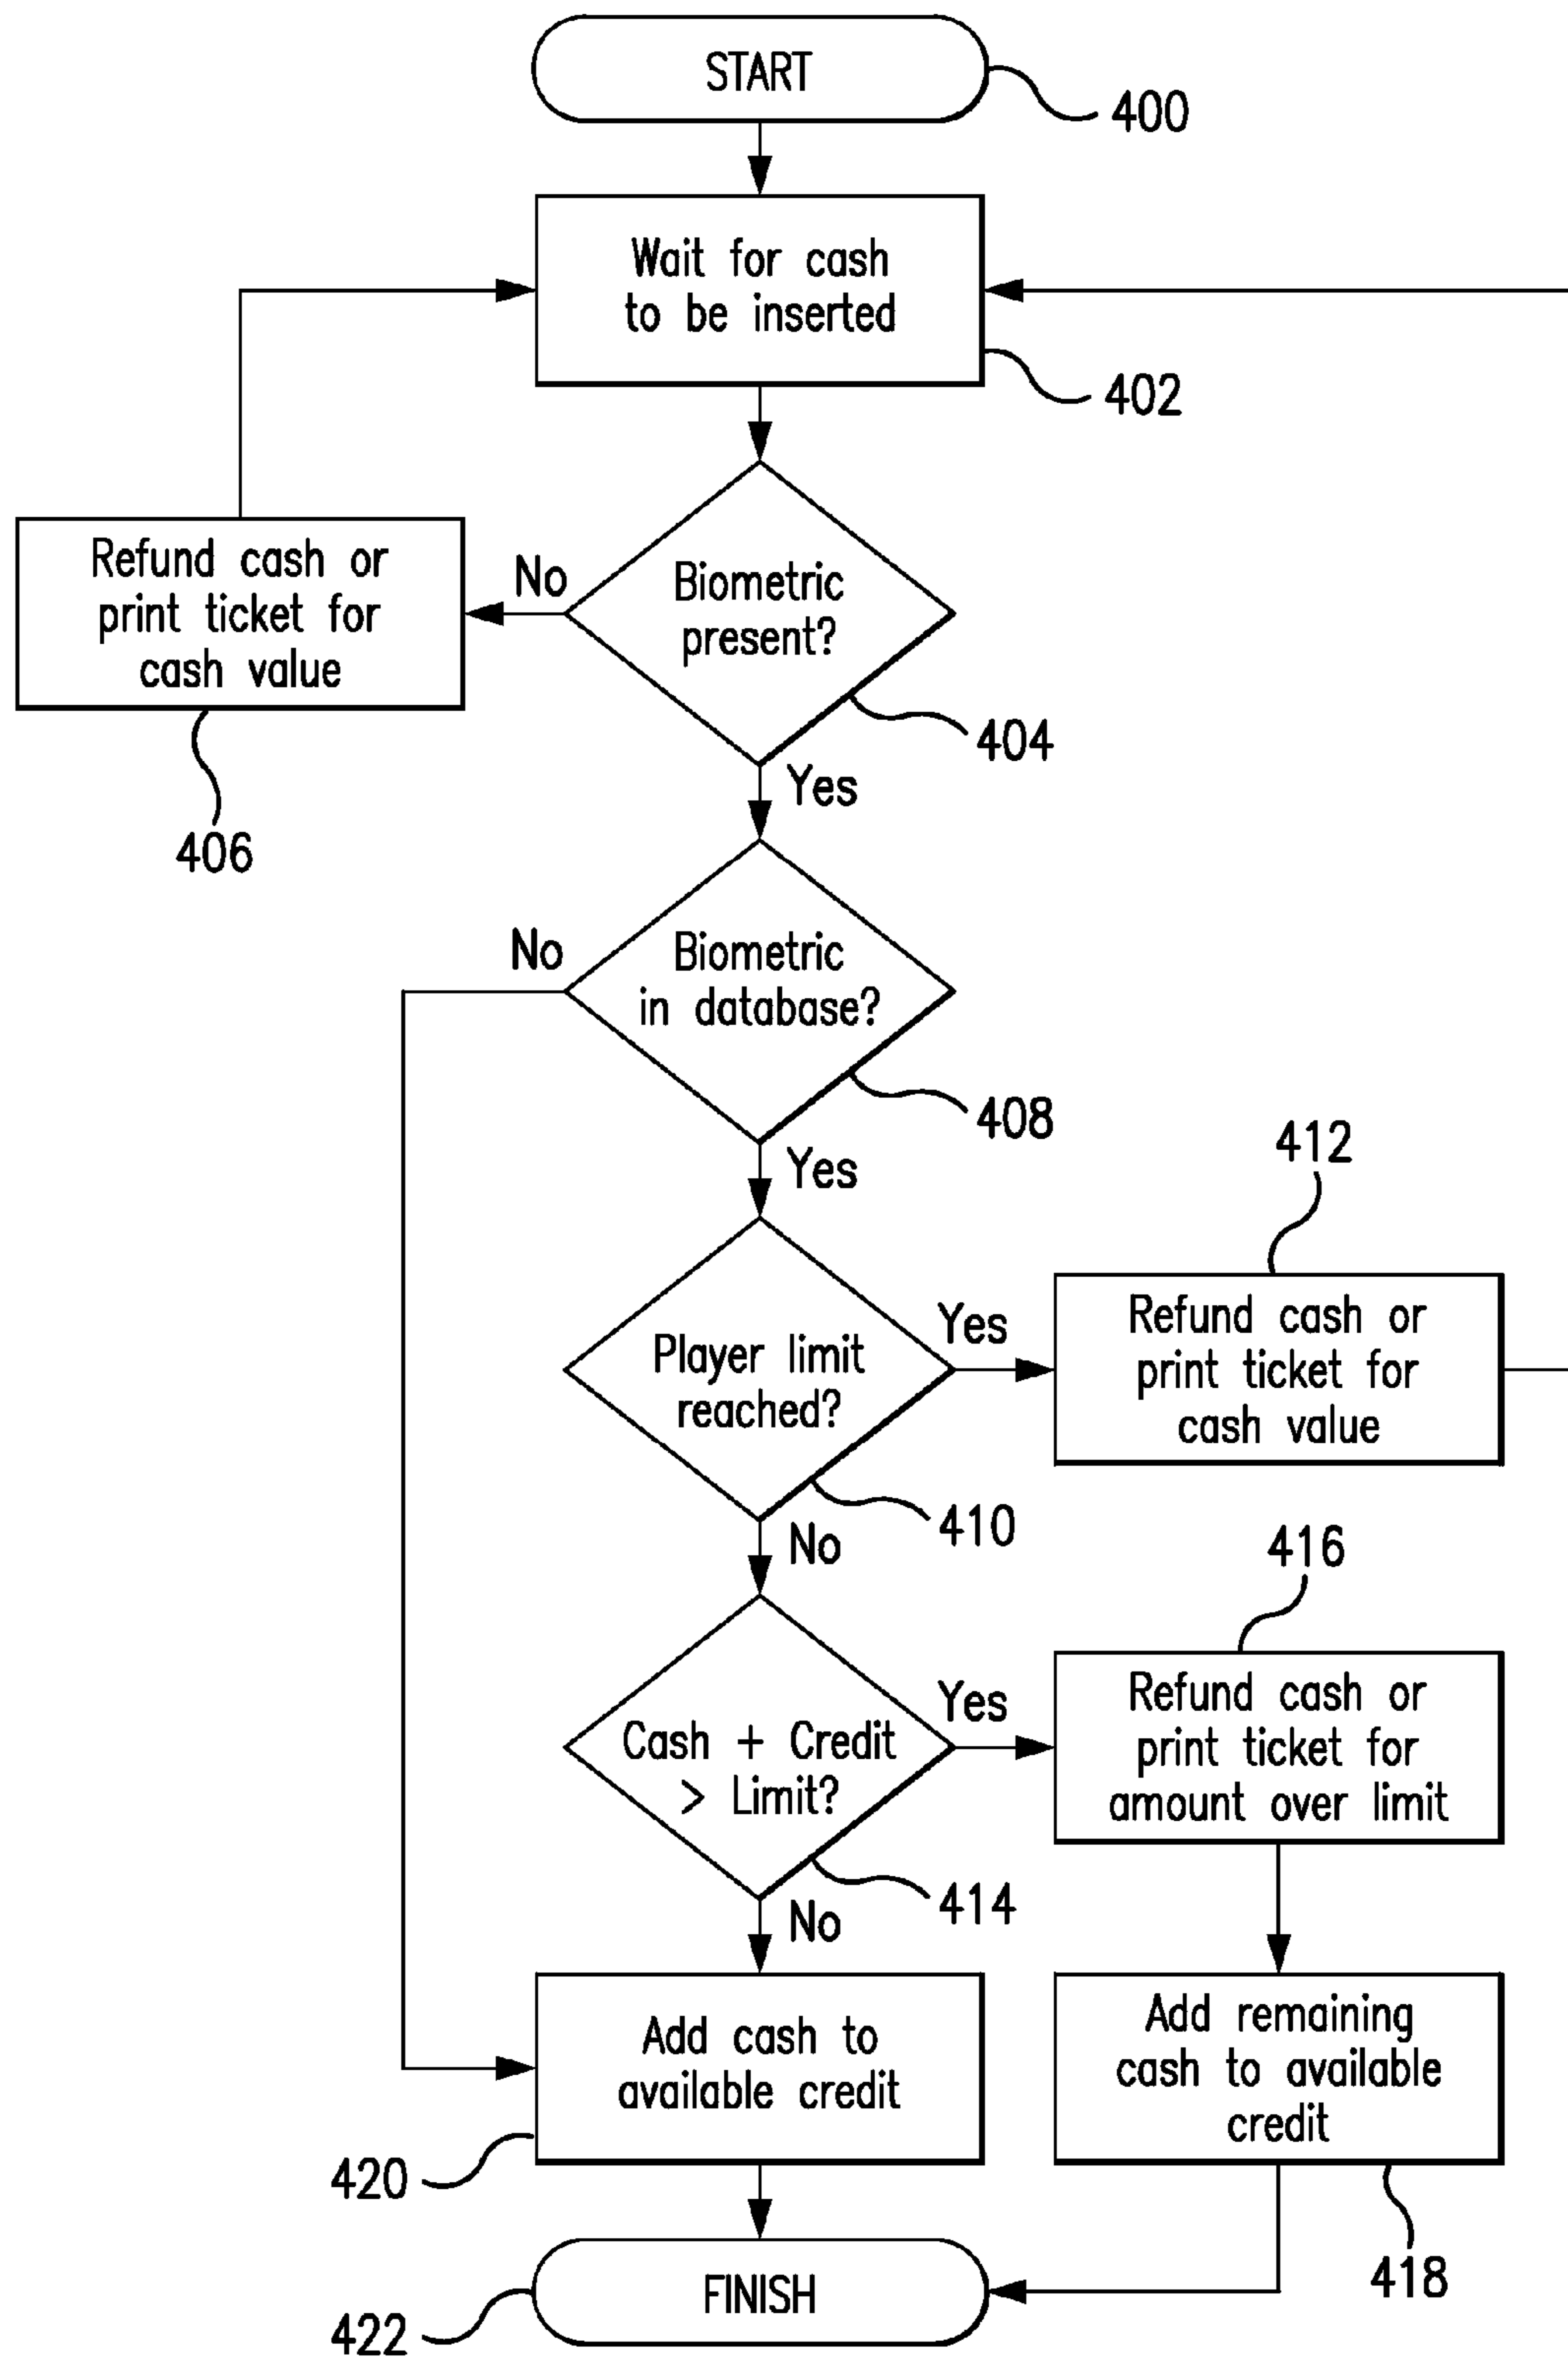 START
400
Wait for cash
to be inserted
402
Refund cash or
print ticket for
cash value
406
No
Biometric
present?
404
Yes
No
Biometric
in database?
408
Yes
412
Player limit
reached?
Yes
410
Refund cash or
print ticket for
cash value
No
416
Cash + Credit
> Limit?
Yes
414
Refund cash or
print ticket for
amount over limit
No
Add cash to
available credit
420
Add remaining
cash to available
credit
418
FINISH
422